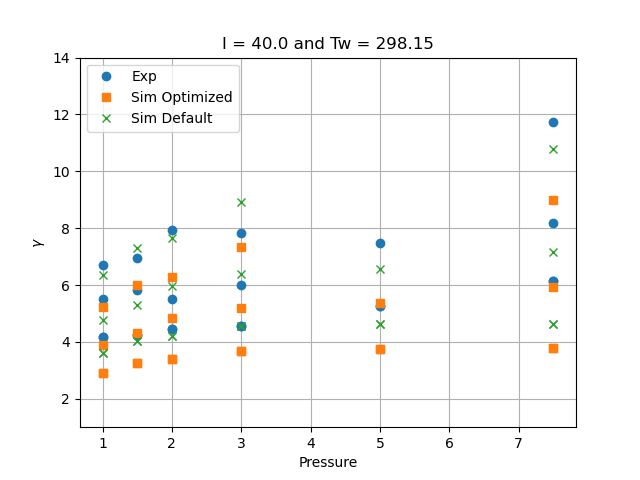 I = 40.0 and Tw = 298.15
Exp
Sim Optimized
Sim Default
14
12
10
8
6
4
2
γ
1
2
3
4
5
6
7
Pressure